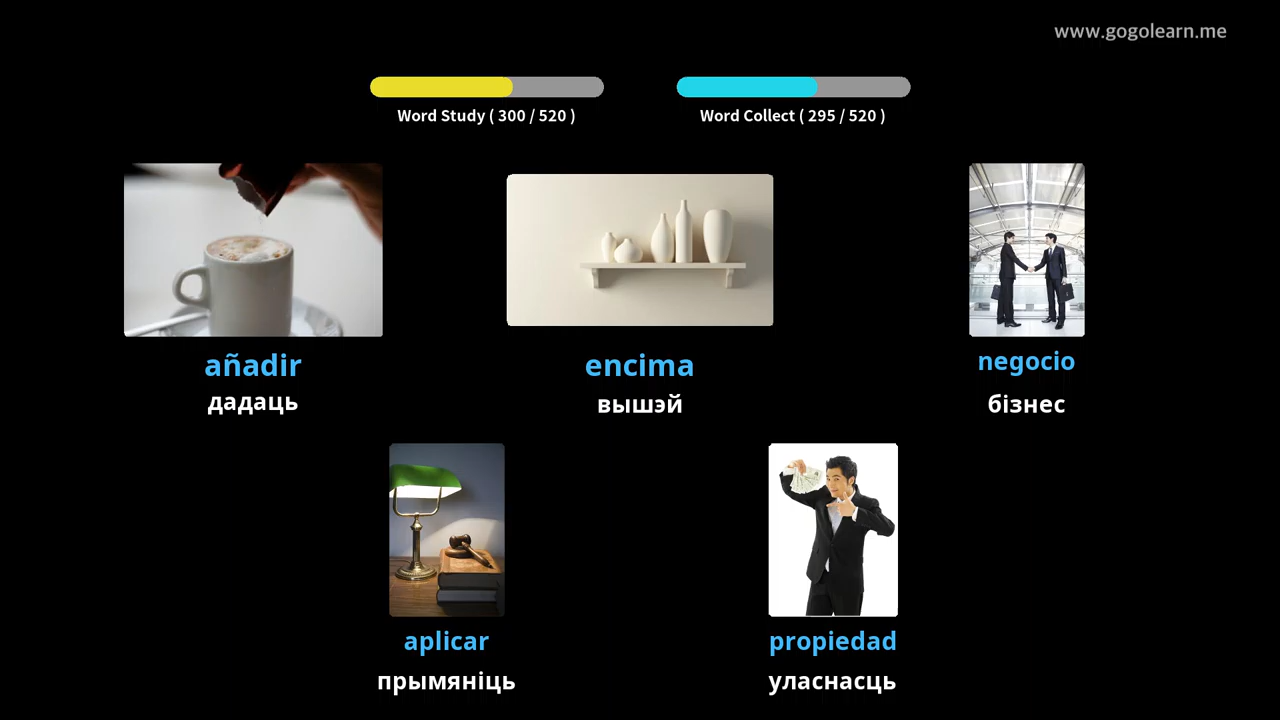 www.gogolearn.me
Word Study ( 300 / 520 )
Word Collect ( 295 / 520 )
añadir
дадаць
encima
вышэй
negocio
бізнес
aplicar
прымяніць
propiedad
уласнасць